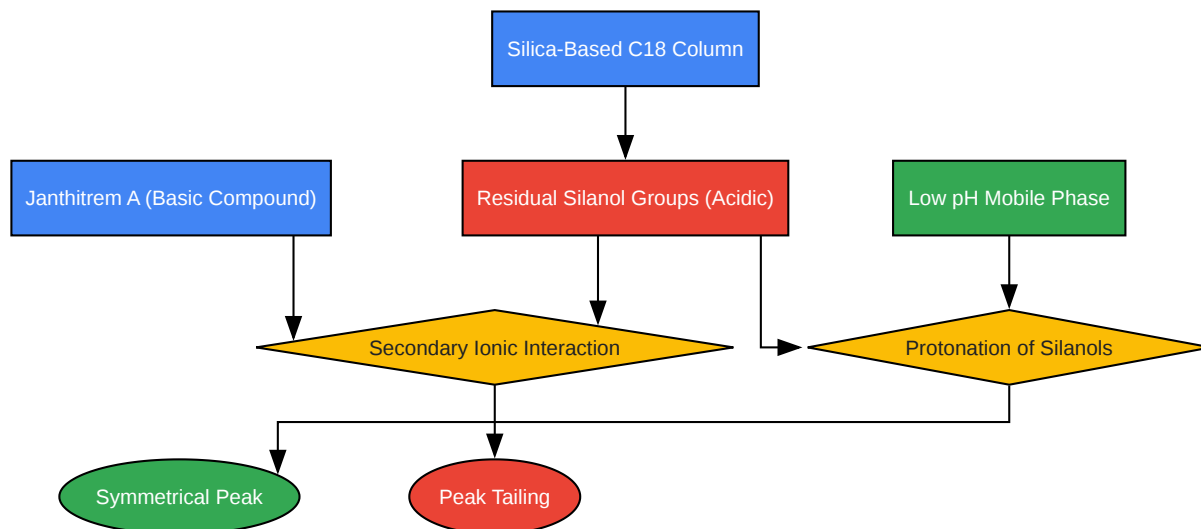 Silica-Based C18 Column
Janthitrem A (Basic Compound)
Residual Silanol Groups (Acidic)
Low pH Mobile Phase
Secondary Ionic Interaction
Protonation of Silanols
Symmetrical Peak
Peak Tailing